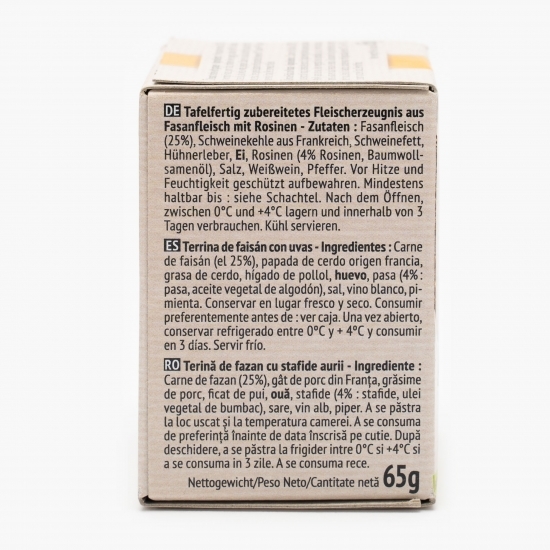 DE Tafelfertig zubereitetes Fleischerzeugnis aus
Fasanfleisch mit Rosinen - Zutaten : Fasanfleisch
(25%), Schweinekehle aus Frankreich, Schweinefett,
Hühnerleber, Ei, Rosinen (4% Rosinen, Baumwoll-
samenöl), Salz, Weißwein, Pfeffer. Vor Hitze und
Feuchtigkeit geschützt aufbewahren. Mindestens
haltbar bis : siehe Schachtel. Nach dem Öffnen,
zwischen 0°C und +4°C lagern und innerhalb von 3
Tagen verbrauchen. Kühl servieren.
ES Terrina de faisán con uvas - Ingredientes : Carne
de faisán (el 25%), papada de cerdo origen francia,
grasa de cerdo, hígado de pollol, huevo, pasa (4% :
pasa, aceite vegetal de algodón), sal, vino blanco, pi-
mienta. Conservar en lugar fresco y seco. Consumir
preferentemente antes de : ver caja. Una vez abierto,
conservar refrigerado entre 0°C y + 4°C y consumir
en 3 días. Servir frío.
RO Terină de fazan cu stafide aurii - Ingrediente :
Carne de fazan (25%), gât de porc din Franța, grăsime
de porc, ficat de pui, ouă, stafide (4% : stafide, ulei
vegetal de bumbac), sare, vin alb, piper. A se păstra
la loc uscat și la temperatura camerei. A se consuma
de preferință înainte de data înscrisă pe cutie. După
deschidere, a se păstra la frigider intre 0°C si +4°C si
a se consuma in 3 zile. A se consuma rece.
Nettogewicht/Peso Neto/Cantitate netă 65g